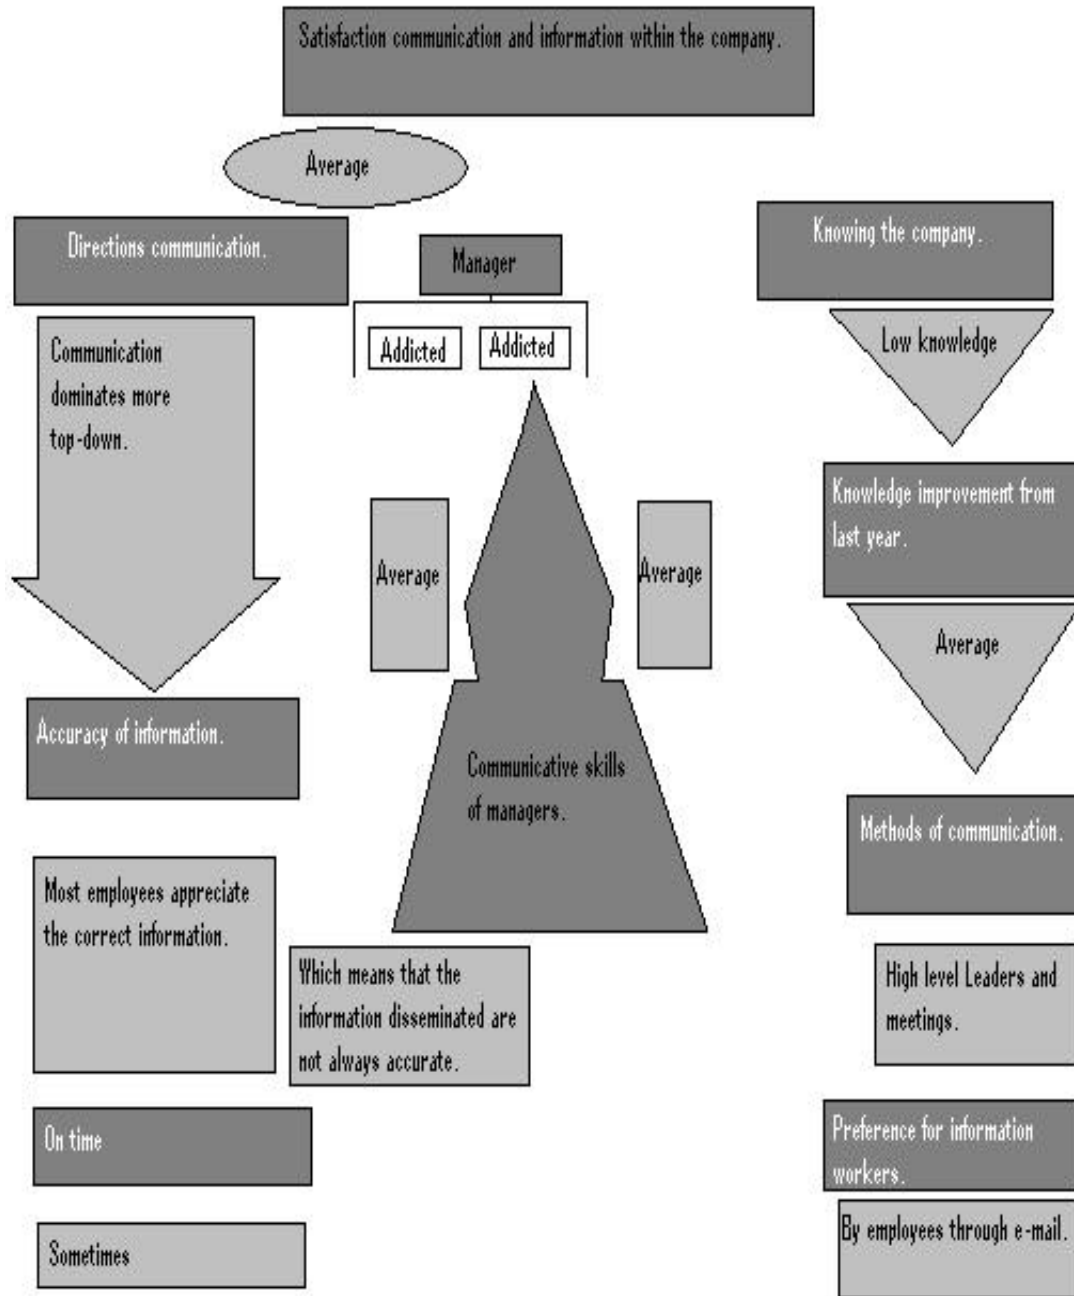 Satisfaction communication and information within the company.
Average
Directions communication.
Manager
Knowing the company.
Addicted
Addicted
Low knowledge
Communication
dominates more
top-down.
Knowledge improvement from
last year.
Average
Average
Average
Accuracy of information.
Communicative skills
of managers.
Methods of communication.
Most employees appreciate
the correct information.
Which means that the
information disseminated are
not always accurate.
High level Leaders and
meetings.
On time
Preference for information
workers.
Sometimes
By employees through e-mail.